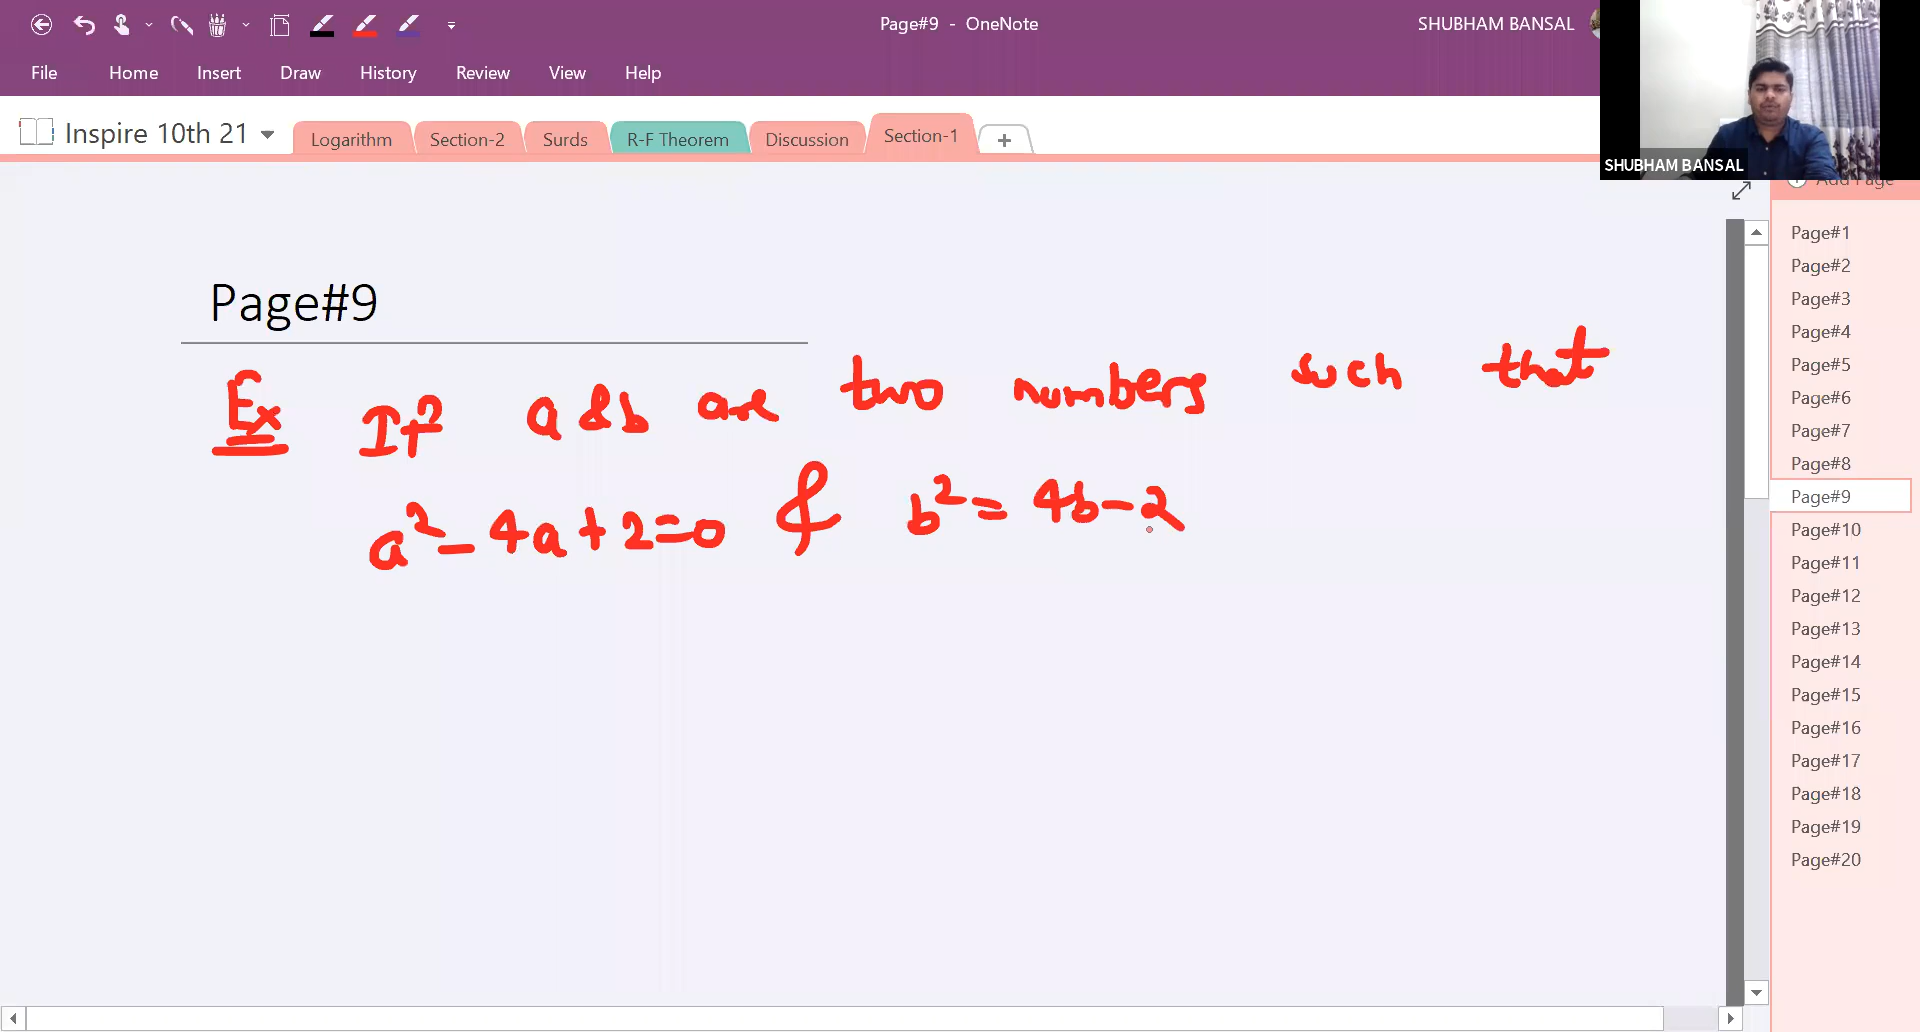 Page#9 - OneNote
SHUBHAM BANSAL
File Home Insert Draw History Review View Help
Inspire 10th 21
Logarithm Section-2 Surds R-F Theorem Discussion Section-1 +
SHUBHAM BANSAL
Add Page
Page#1
Page#2
Page#3
Page#4
Page#5
Page#6
Page#7
Page#8
Page#9
Page#10
Page#11
Page#12
Page#13
Page#14
Page#15
Page#16
Page#17
Page#18
Page#19
Page#20
Page#9
Ex If a & b are two numbers such that
a² - 4a + 2 = 0 & b² = 4b - 2